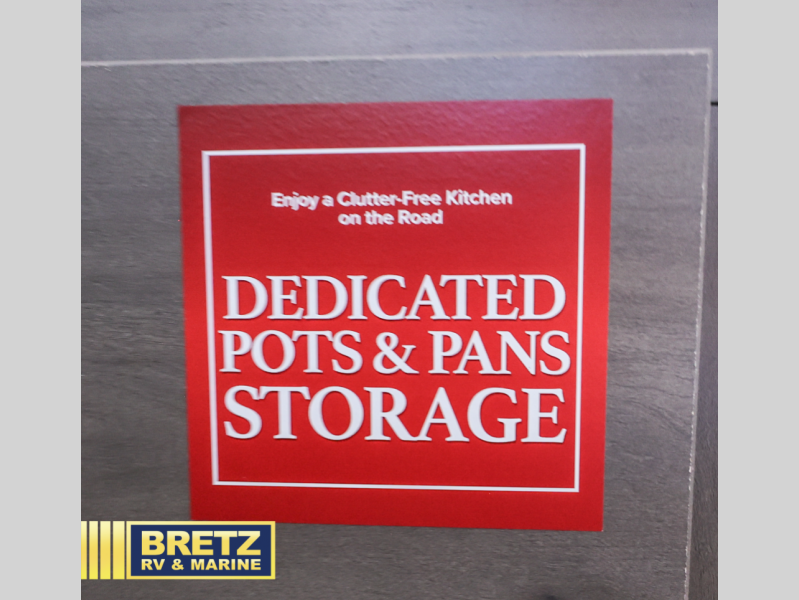 Enjoy a Clutter-Free Kitchen
on the Road
DEDICATED
POTS & PANS
STORAGE
BRETZ
RV & MARINE